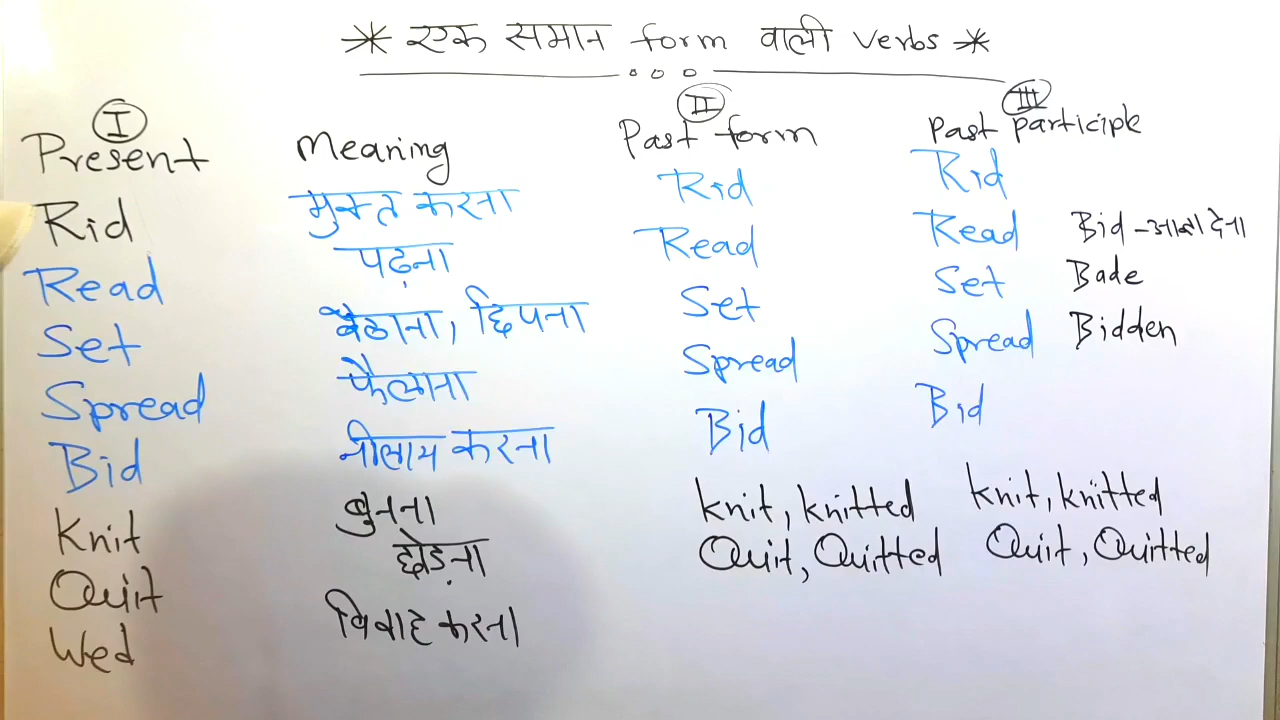 * एक समान form वाली verbs *
I II III
Present Meaning Past form Past participle
Rid मुक्त करना Rid Rid
Read पढ़ना Read Read Bid - आज्ञा देना
Set बैठाना, छिपना Set Set Bade
Spread फैलाना Spread Spread Bidden
Bid नीलाम करना Bid Bid
Knit बुनना knit, knitted knit, knitted
Quit छोड़ना Quit, Quitted Quit, Quitted
Wed विवाह करना